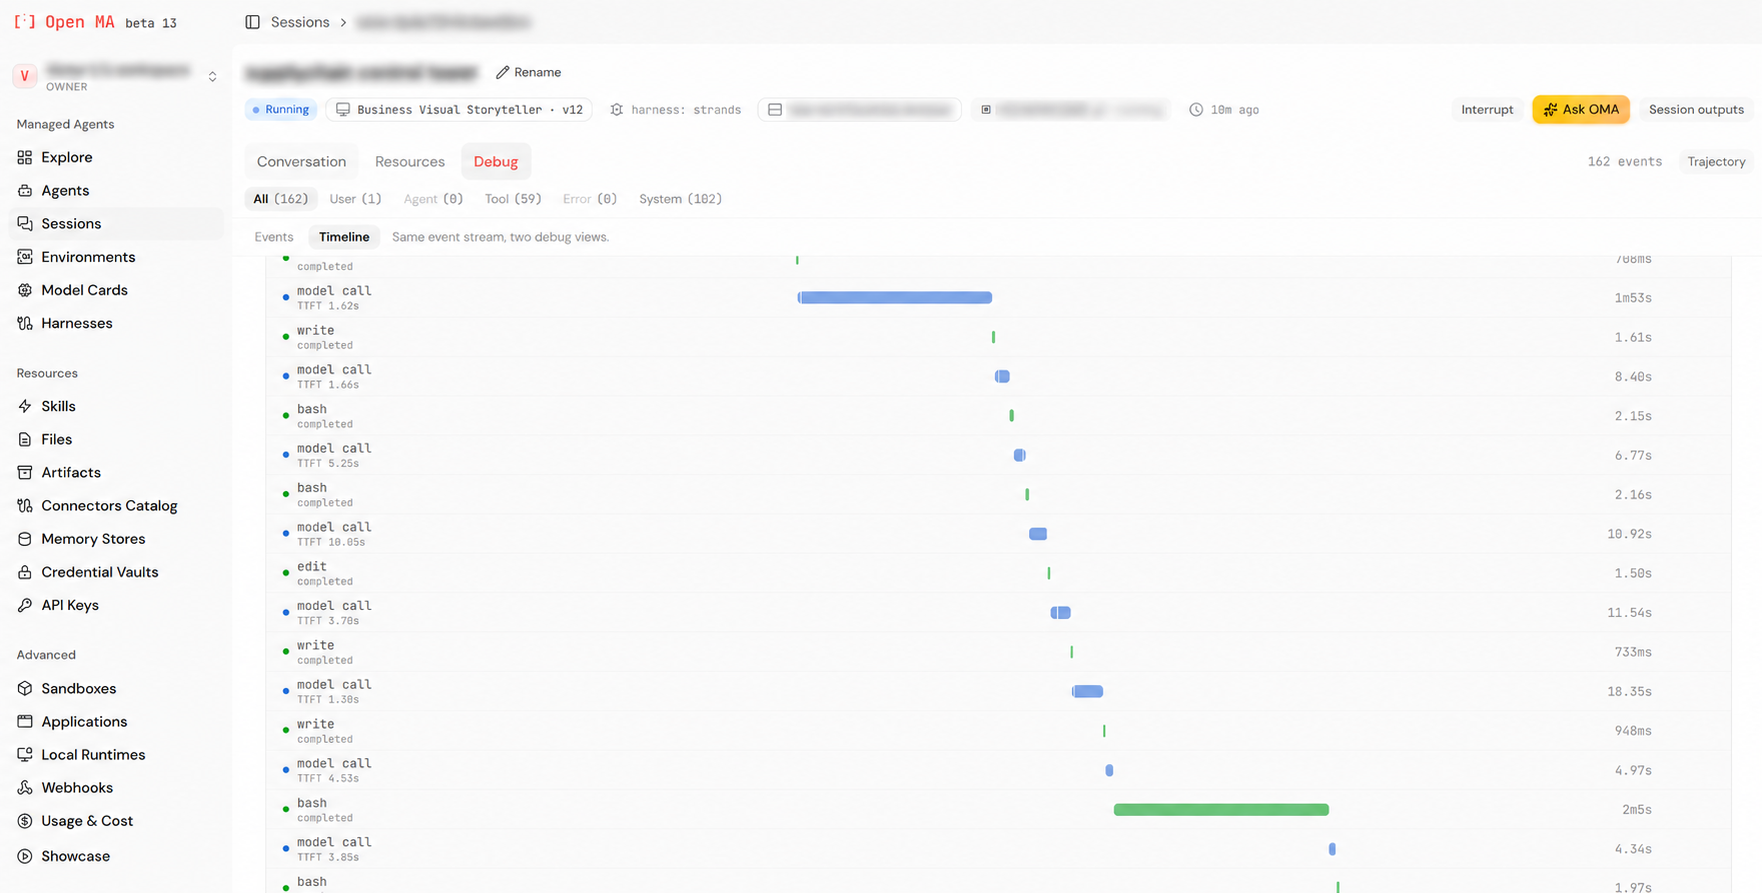 Open MA beta 13
Sessions
V
OWNER
Rename
Running
Business Visual Storyteller · v12
harness: strands
10m ago
Interrupt
Ask OMA
Session outputs
Managed Agents
Explore
Agents
Sessions
Environments
Model Cards
Harnesses
Resources
Skills
Files
Artifacts
Connectors Catalog
Memory Stores
Credential Vaults
API Keys
Advanced
Sandboxes
Applications
Local Runtimes
Webhooks
Usage & Cost
Showcase
Conversation Resources Debug
162 events Trajectory
All (162) User (1) Agent (0) Tool (59) Error (0) System (102)
Events Timeline Same event stream, two debug views.
completed 708ms
model call
TTFT 1.62s
1m53s
write
completed
1.61s
model call
TTFT 1.66s
8.40s
bash
completed
2.15s
model call
TTFT 5.25s
6.77s
bash
completed
2.16s
model call
TTFT 10.05s
10.92s
edit
completed
1.50s
model call
TTFT 3.70s
11.54s
write
completed
733ms
model call
TTFT 1.30s
18.35s
write
completed
948ms
model call
TTFT 4.53s
4.97s
bash
completed
2m5s
model call
TTFT 3.85s
4.34s
bash
1.97s